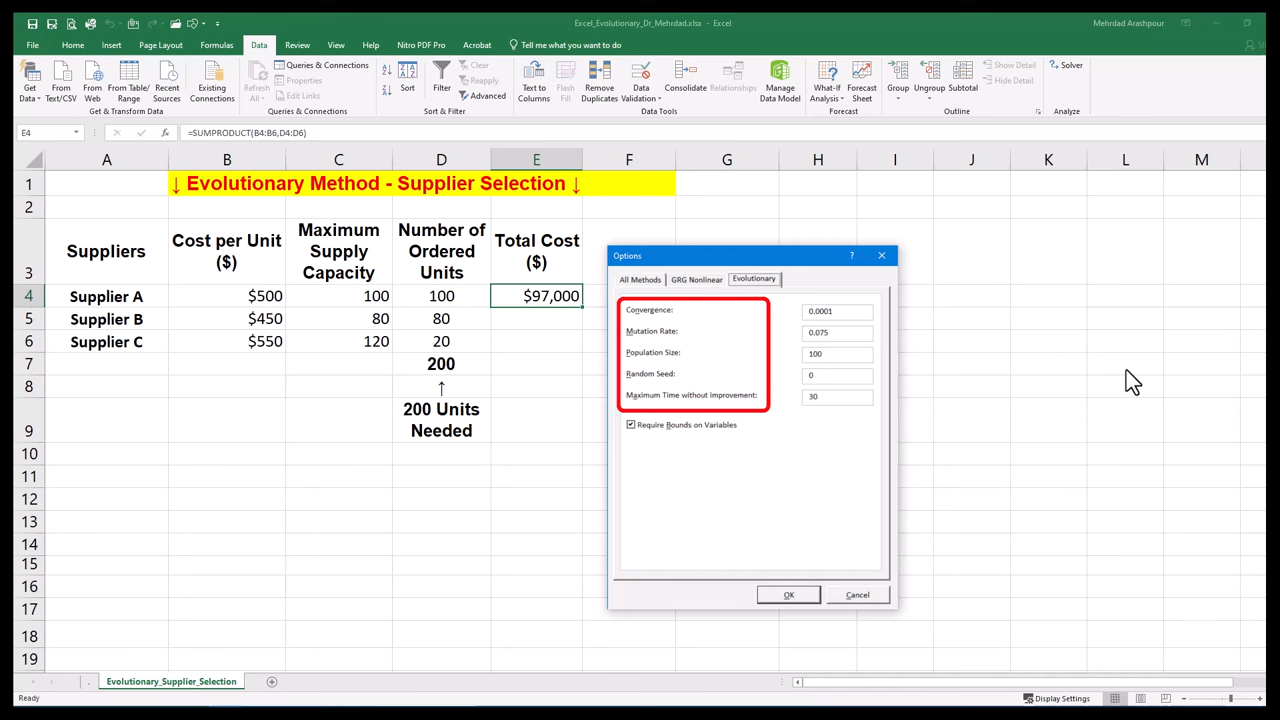 Excel_Evolutionary_Dr_Mehrdad.xlsx - Excel
Mehrdad Arashpour
File Home Insert Page Layout Formulas Data Review View Help Nitro PDF Pro Acrobat Tell me what you want to do
Get Data
From Text/CSV
From Web
From Table/ Range
Recent Sources
Existing Connections
Get & Transform Data
Refresh All
Queries & Connections
Properties
Edit Links
Queries & Connections
Sort
Filter
Clear
Reapply
Advanced
Sort & Filter
Text to Columns
Flash Fill
Remove Duplicates
Data Validation
Consolidate
Relationships
Manage Data Model
Data Tools
What-If Analysis
Forecast Sheet
Forecast
Group
Ungroup
Subtotal
Show Detail
Hide Detail
Outline
Solver
Analyze
E4 fx =SUMPRODUCT(B4:B6,D4:D6)
A B C D E F G H I J K L M
1 ↓ Evolutionary Method - Supplier Selection ↓
2
3 Suppliers
Cost per Unit
($)
Maximum
Supply
Capacity
Number of
Ordered
Units
Total Cost
($)
4 Supplier A $500 100 100 $97,000
5 Supplier B $450 80 80
6 Supplier C $550 120 20
7 200
8 ↑
9 200 Units
Needed
10
11
12
13
14
15
16
17
18
19
Options ?
All Methods GRG Nonlinear Evolutionary
Convergence: 0.0001
Mutation Rate: 0.075
Population Size: 100
Random Seed: 0
Maximum Time without improvement: 30
Require Bounds on Variables
OK Cancel
Evolutionary_Supplier_Selection
Ready
Display Settings